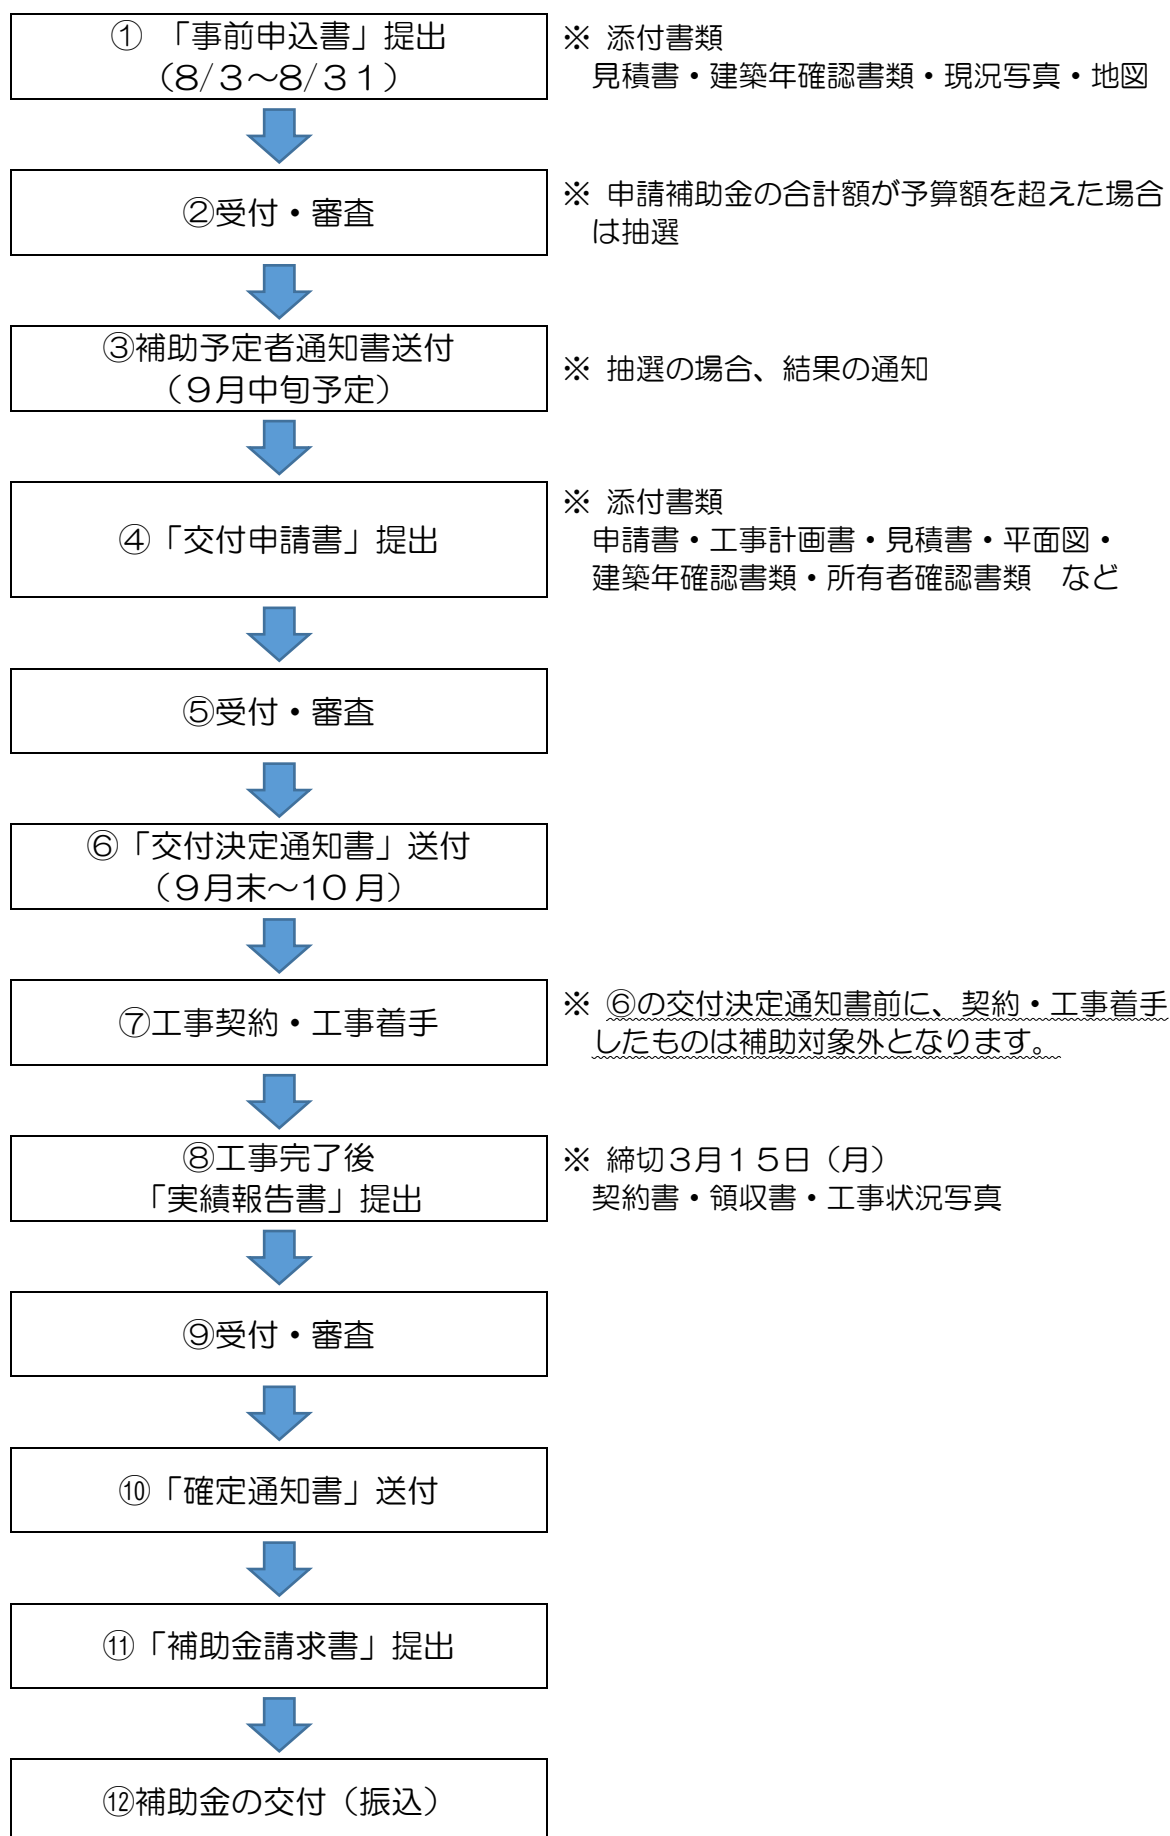 ① 「事前申込書」提出
（8/３～8/３１）
※ 添付書類
見積書・建築年確認書類・現況写真・地図
②受付・審査
※ 申請補助金の合計額が予算額を超えた場合
は抽選
③補助予定者通知書送付
（９月中旬予定）
※ 抽選の場合、結果の通知
④「交付申請書」提出
※ 添付書類
申請書・工事計画書・見積書・平面図・
建築年確認書類・所有者確認書類　など
⑤受付・審査
⑥「交付決定通知書」送付
（９月末～10 月）
⑦工事契約・工事着手
※ ⑥の交付決定通知書前に、契約・工事着手
したものは補助対象外となります。
⑧工事完了後
「実績報告書」提出
※ 締切３月１５日（月）
契約書・領収書・工事状況写真
⑨受付・審査
⑩「確定通知書」送付
⑪「補助金請求書」提出
⑫補助金の交付（振込）